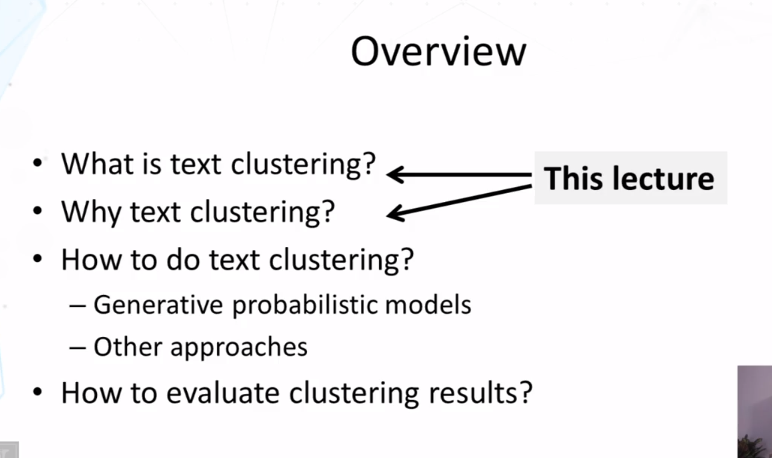 Overview
• What is text clustering?
This lecture
• Why text clustering?
• How to do text clustering?
– Generative probabilistic models
– Other approaches
• How to evaluate clustering results?